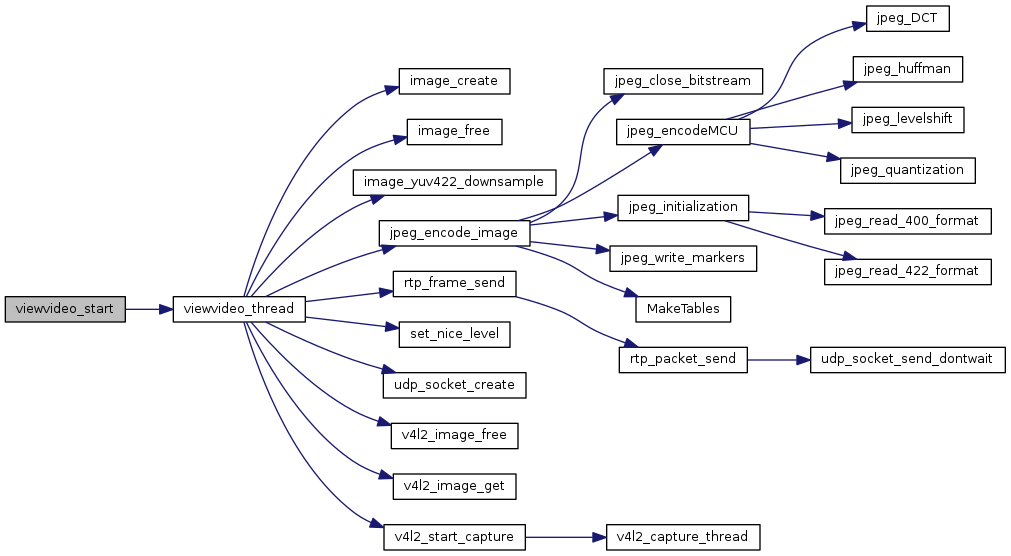 viewvideo_start
viewvideo_thread
image_create
image_free
image_yuv422_downsample
jpeg_encode_image
rtp_frame_send
set_nice_level
udp_socket_create
v4l2_image_free
v4l2_image_get
v4l2_start_capture
jpeg_close_bitstream
jpeg_encodeMCU
jpeg_initialization
jpeg_write_markers
MakeTables
rtp_packet_send
v4l2_capture_thread
jpeg_DCT
jpeg_huffman
jpeg_levelshift
jpeg_quantization
jpeg_read_400_format
jpeg_read_422_format
udp_socket_send_dontwait